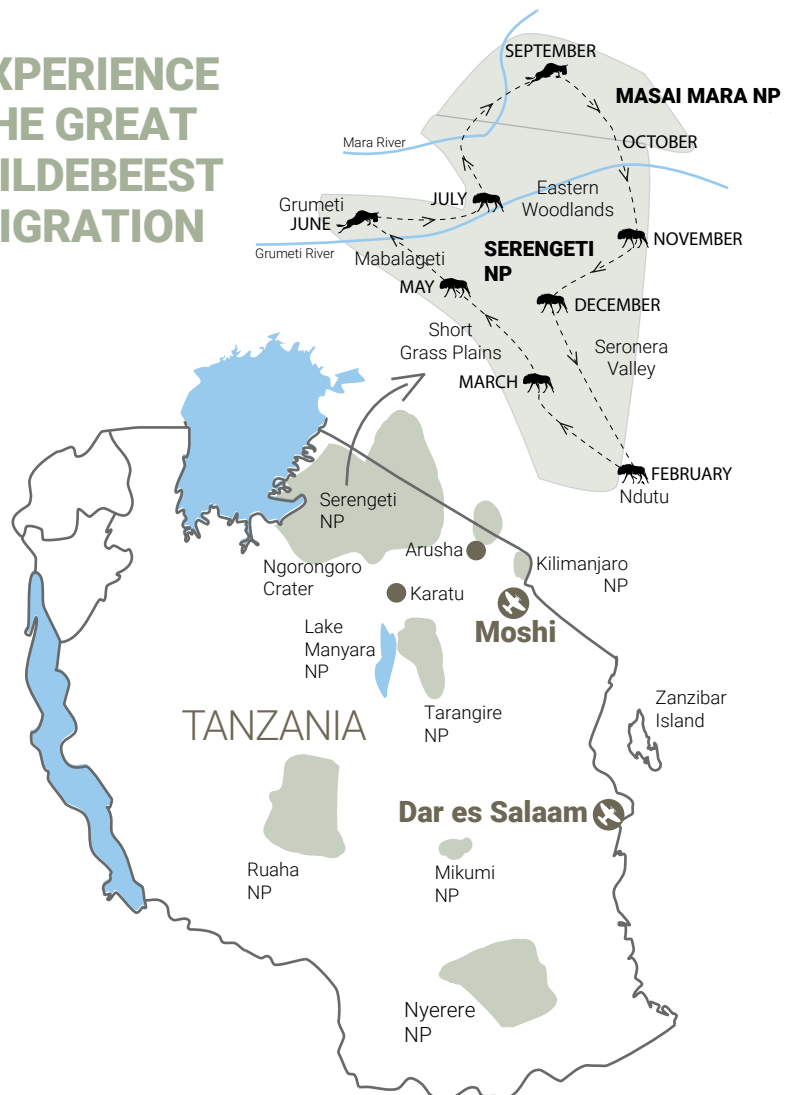 XPERIENCE
HE GREAT
ILDEBEEST
IGRATION
SEPTEMBER
MASAI MARA NP
Mara River
OCTOBER
Eastern
Woodlands
JULY
Grumeti
JUNE
NOVEMBER
SERENGETI
NP
Grumeti River
Mabalageti
MAY
DECEMBER
Short
Grass Plains
Seronera
Valley
MARCH
FEBRUARY
Ndutu
Serengeti
NP
Arusha
Ngorongoro
Crater
Kilimanjaro
NP
Karatu
Moshi
Lake
Manyara
NP
Tarangire
NP
TANZANIA
Zanzibar
Island
Dar es Salaam
Ruaha
NP
Mikumi
NP
Nyerere
NP